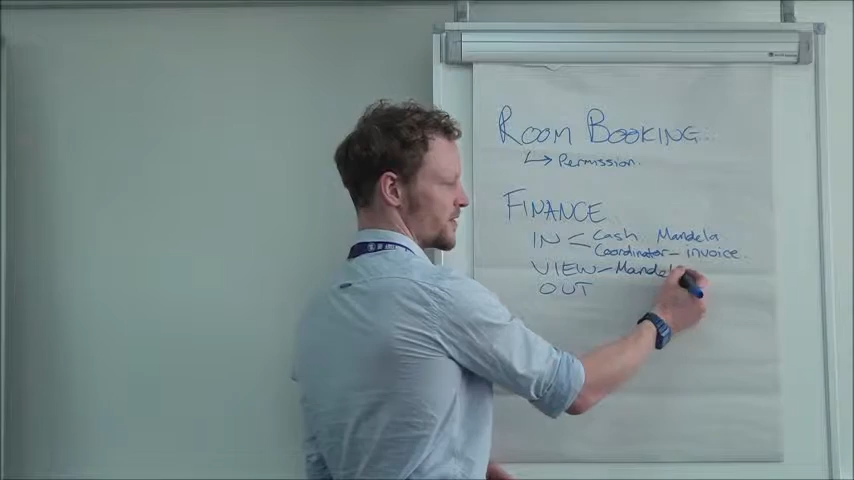 ROOM BOOKING...
↳ Permission.
FINANCE.
IN < Cash Mandela
Coordinator - invoice.
VIEW - Mandel
OUT